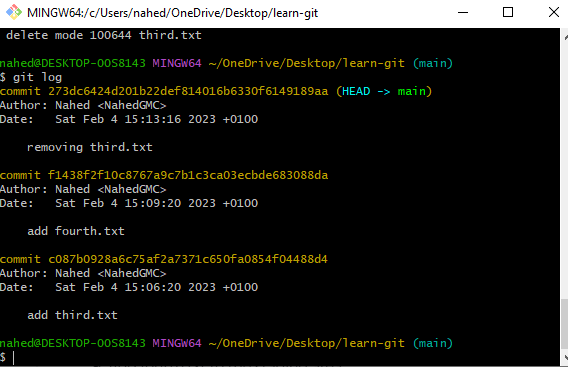 MINGW64:/c/Users/nahed/OneDrive/Desktop/learn-git
delete mode 100644 third.txt
nahed@DESKTOP-OOS8143 MINGW64 ~/OneDrive/Desktop/learn-git (main)
$ git log
commit 273dc6424d201b22def814016b6330f6149189aa (HEAD -> main)
Author: Nahed <NahedGMC>
Date:   Sat Feb 4 15:13:16 2023 +0100
removing third.txt
commit f1438f2f10c8767a9c7b1c3ca03ecbde683088da
Author: Nahed <NahedGMC>
Date:   Sat Feb 4 15:09:20 2023 +0100
add fourth.txt
commit c087b0928a6c75af2a7371c650fa0854f04488d4
Author: Nahed <NahedGMC>
Date:   Sat Feb 4 15:06:20 2023 +0100
add third.txt
nahed@DESKTOP-OOS8143 MINGW64 ~/OneDrive/Desktop/learn-git (main)
$